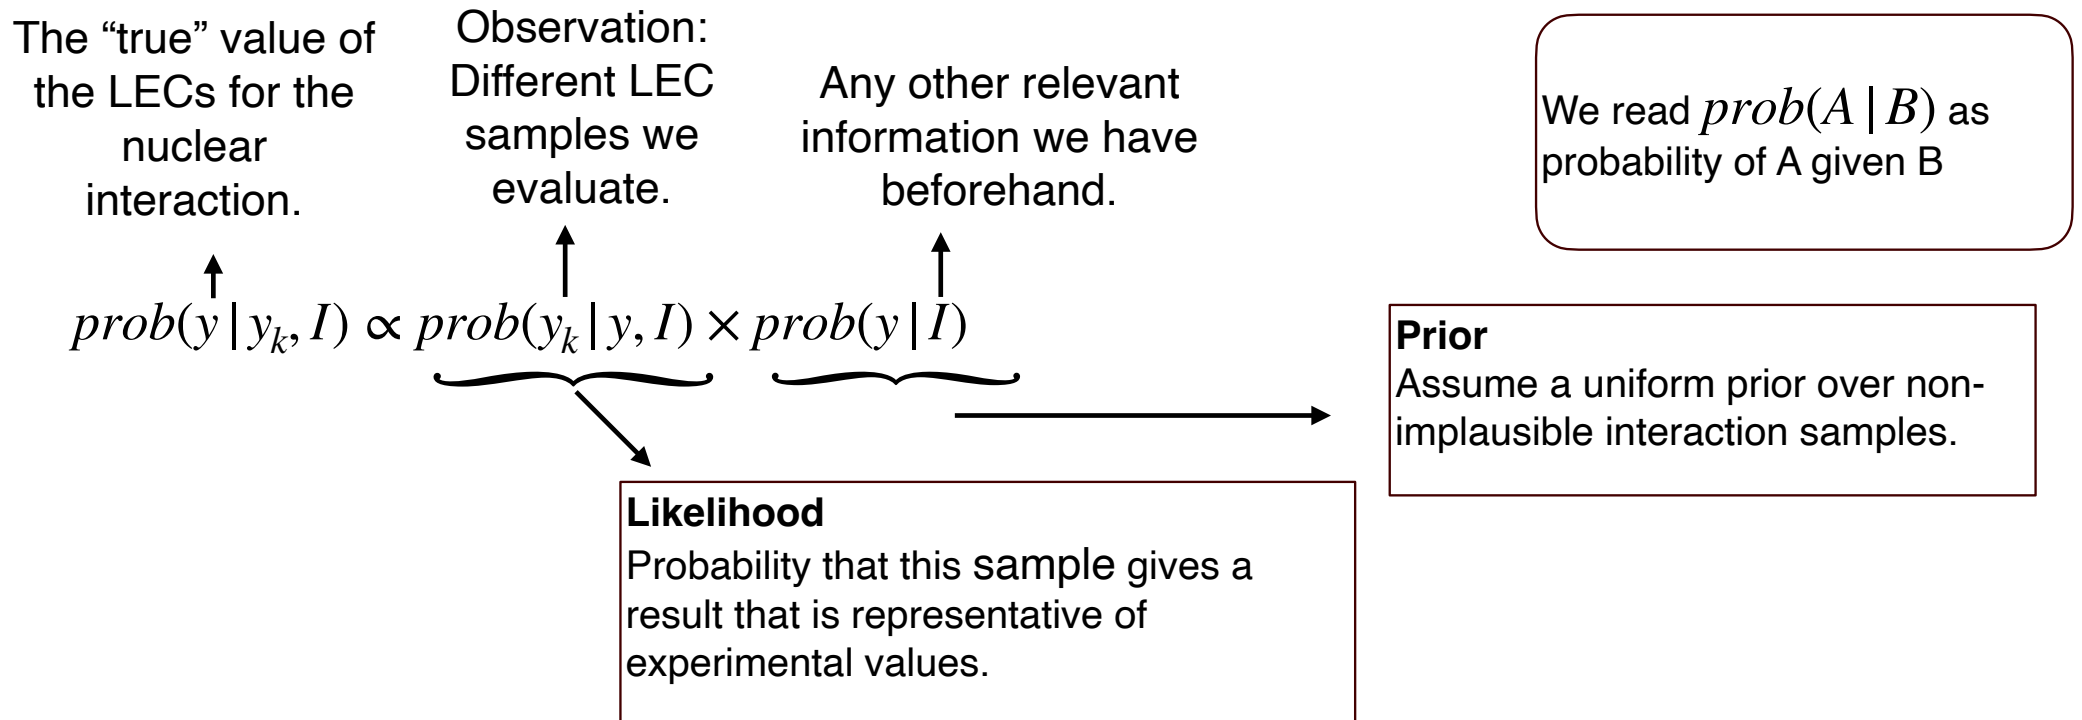 The “true” value of
the LECs for the
nuclear
interaction.
Observation:
Different LEC
samples we
evaluate.
Any other relevant
information we have
beforehand.
We read prob(A | B) as
probability of A given B
prob(y | y_k, I) ∝ prob(y_k | y, I) × prob(y | I)
Prior
Assume a uniform prior over non-
implausible interaction samples.
Likelihood
Probability that this sample gives a
result that is representative of
experimental values.